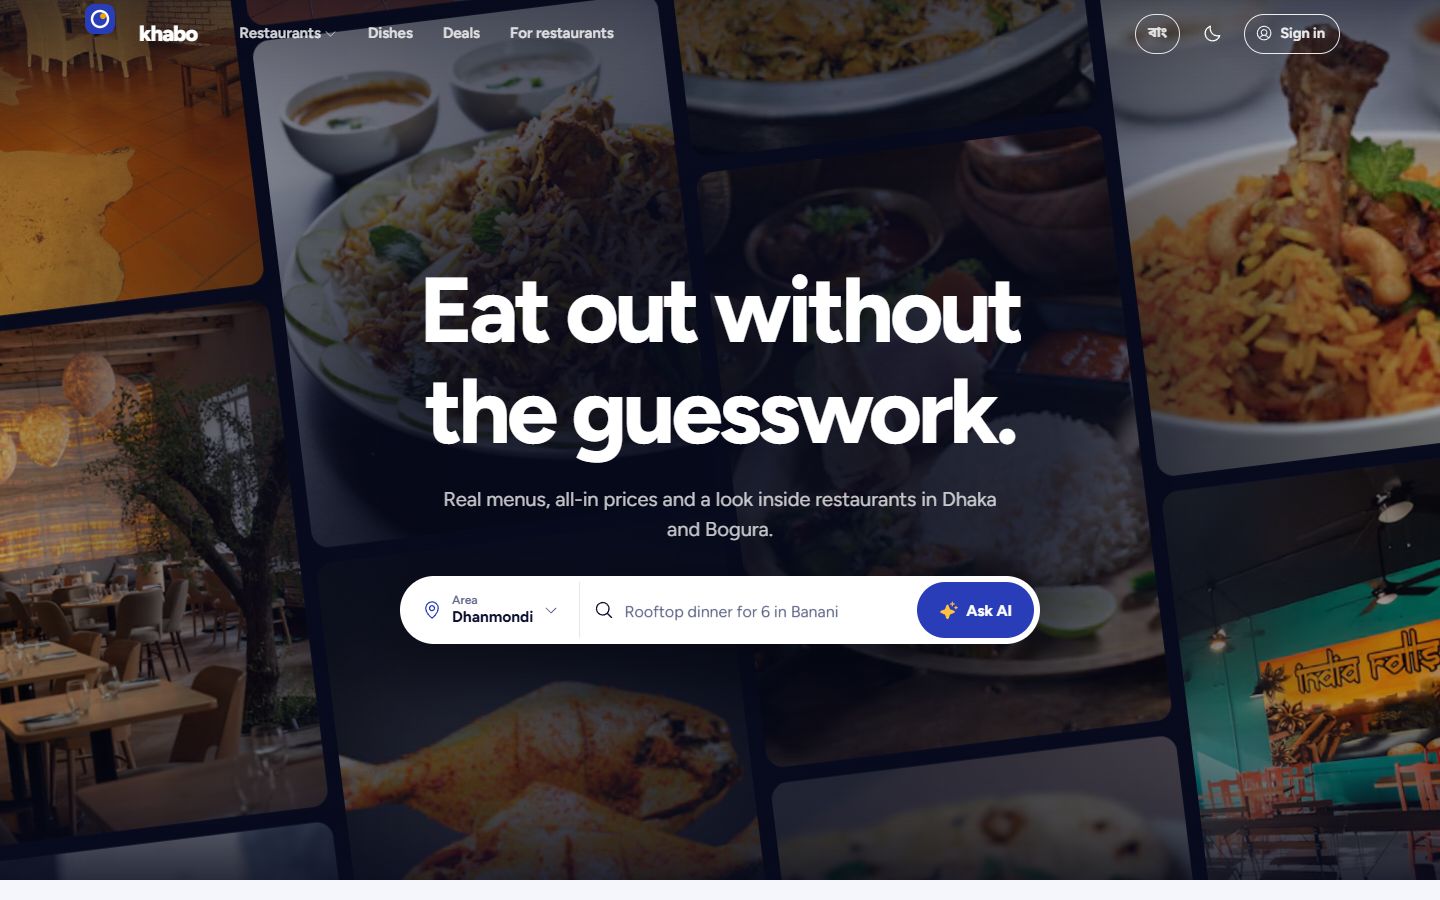 khabo
Restaurants
Dishes
Deals
For restaurants
বাং
Sign in
Eat out without
the guesswork.
Real menus, all-in prices and a look inside restaurants in Dhaka
and Bogura.
Area
Dhanmondi
Rooftop dinner for 6 in Banani
Ask AI
india rolls